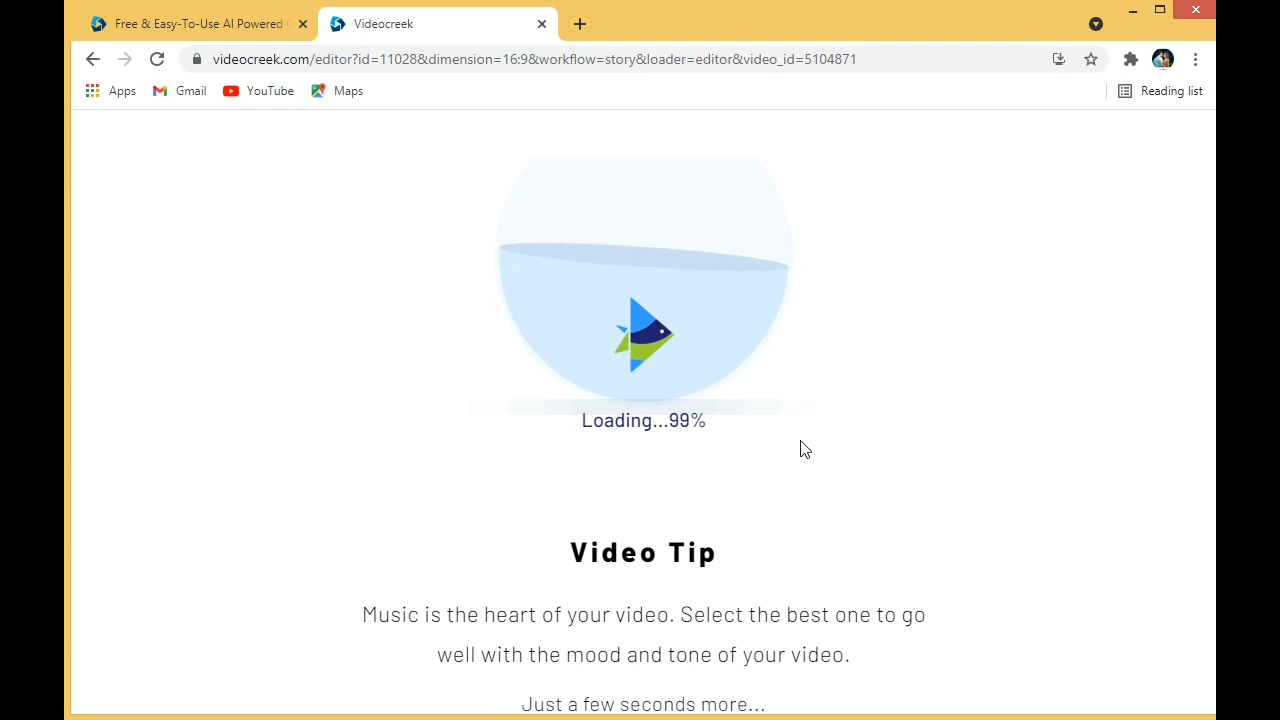 Free & Easy-To-Use AI Powered
Videocreek
videocreek.com/editor?id=11028&dimension=16:9&workflow=story&loader=editor&video_id=5104871
Apps
Gmail
YouTube
Maps
Reading list
Loading...99%
Video Tip
Music is the heart of your video. Select the best one to go
well with the mood and tone of your video.
Just a few seconds more...